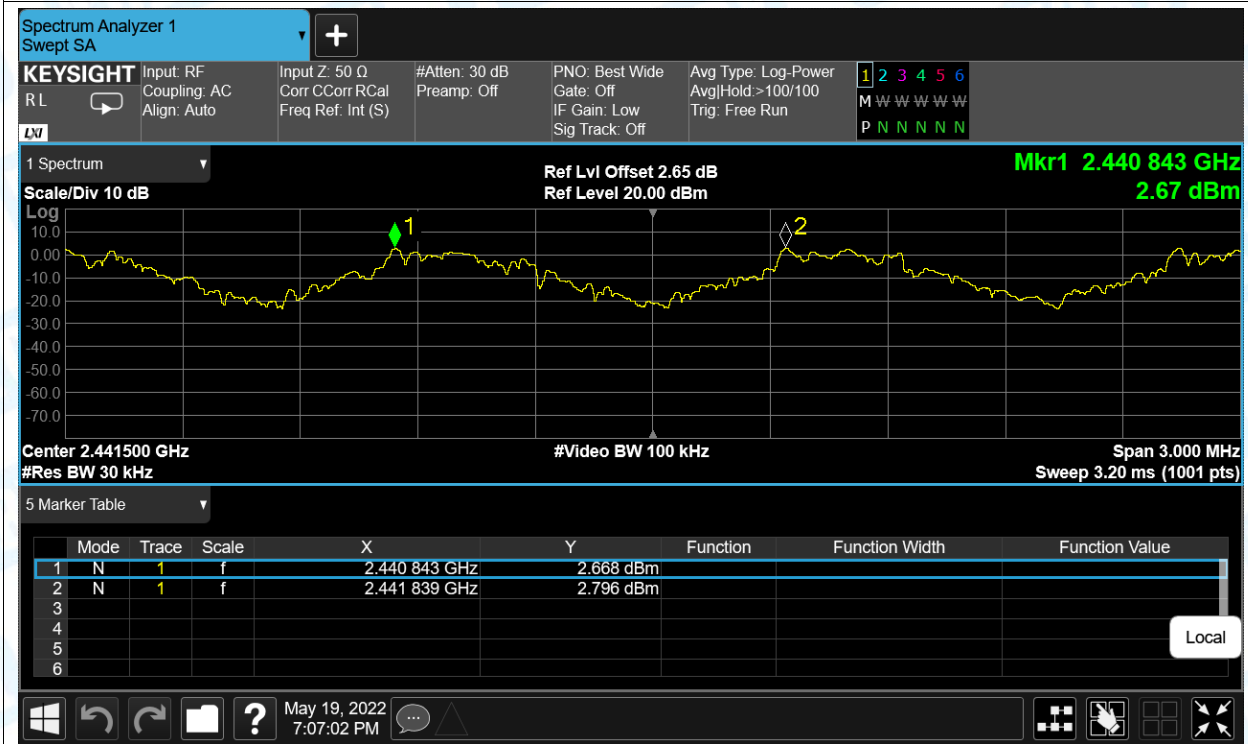 Spectrum Analyzer 1
Swept SA
+
KEYSIGHT
R L
LXI
Input: RF
Coupling: AC
Align: Auto
Input Z: 50 Ω
Corr CCorr RCal
Freq Ref: Int (S)
#Atten: 30 dB
Preamp: Off
PNO: Best Wide
Gate: Off
IF Gain: Low
Sig Track: Off
Avg Type: Log-Power
Avg|Hold:>100/100
Trig: Free Run
1 2 3 4 5 6
M W W W W W
P N N N N N
1 Spectrum
Scale/Div 10 dB
Ref Lvl Offset 2.65 dB
Ref Level 20.00 dBm
Mkr1 2.440 843 GHz
2.67 dBm
Log
10.0
0.00
-10.0
-20.0
-30.0
-40.0
-50.0
-60.0
-70.0
1
2
Center 2.441500 GHz
#Res BW 30 kHz
#Video BW 100 kHz
Span 3.000 MHz
Sweep 3.20 ms (1001 pts)
5 Marker Table
Mode Trace Scale X Y Function Function Width Function Value
1 N 1 f 2.440 843 GHz 2.668 dBm
2 N 1 f 2.441 839 GHz 2.796 dBm
3
4
5
6
Local
?
May 19, 2022
7:07:02 PM